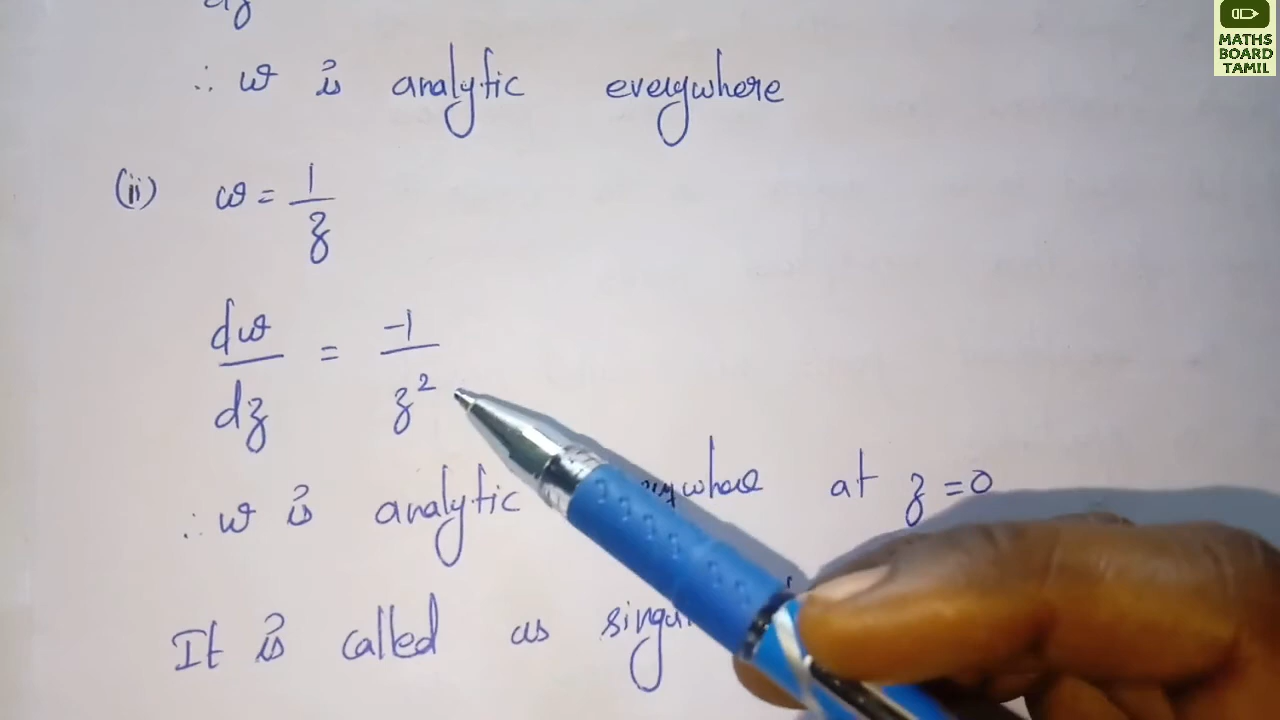 MATHS
BOARD
TAMIL
∴ w is analytic everywhere
(ii) w = 1/z
dw/dz = -1/z²
∴ w is analytic at z = 0
It is called as